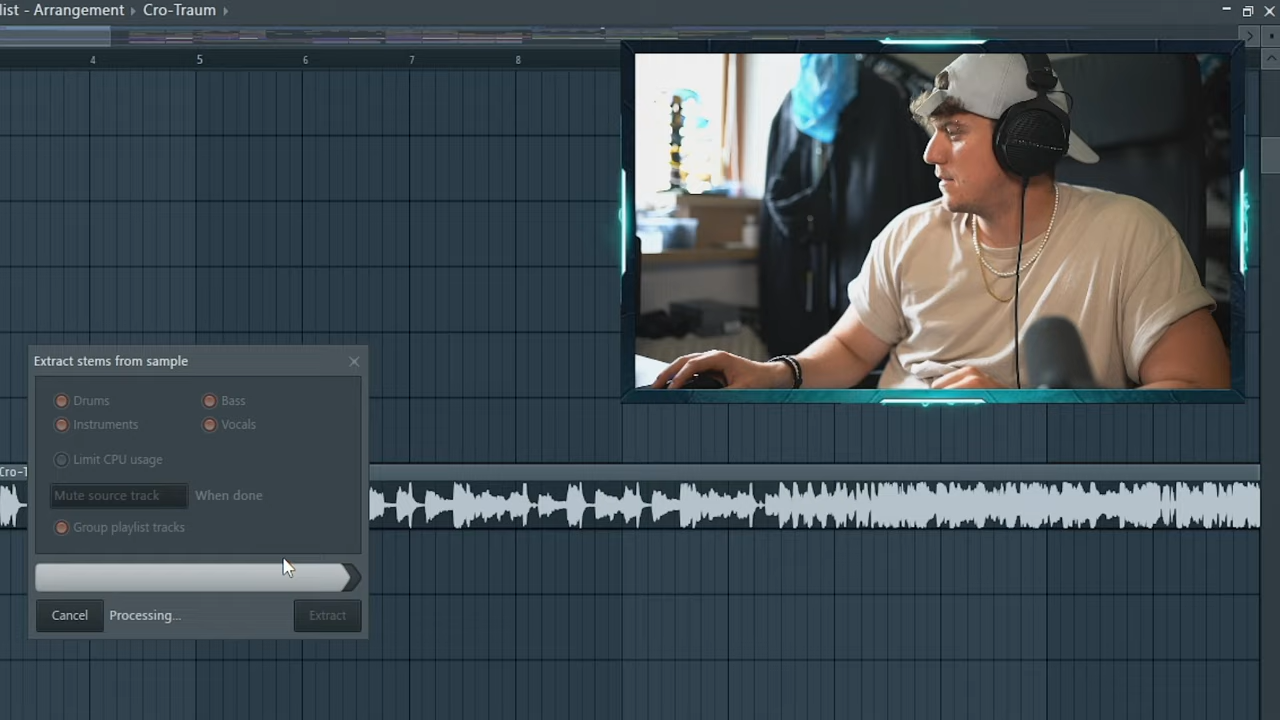 list - Arrangement ▸ Cro-Traum ▸
4 5 6 7 8
Extract stems from sample
Drums Bass
Instruments Vocals
Limit CPU usage
Cro-T
Mute source track When done
Group playlist tracks
Cancel Processing... Extract